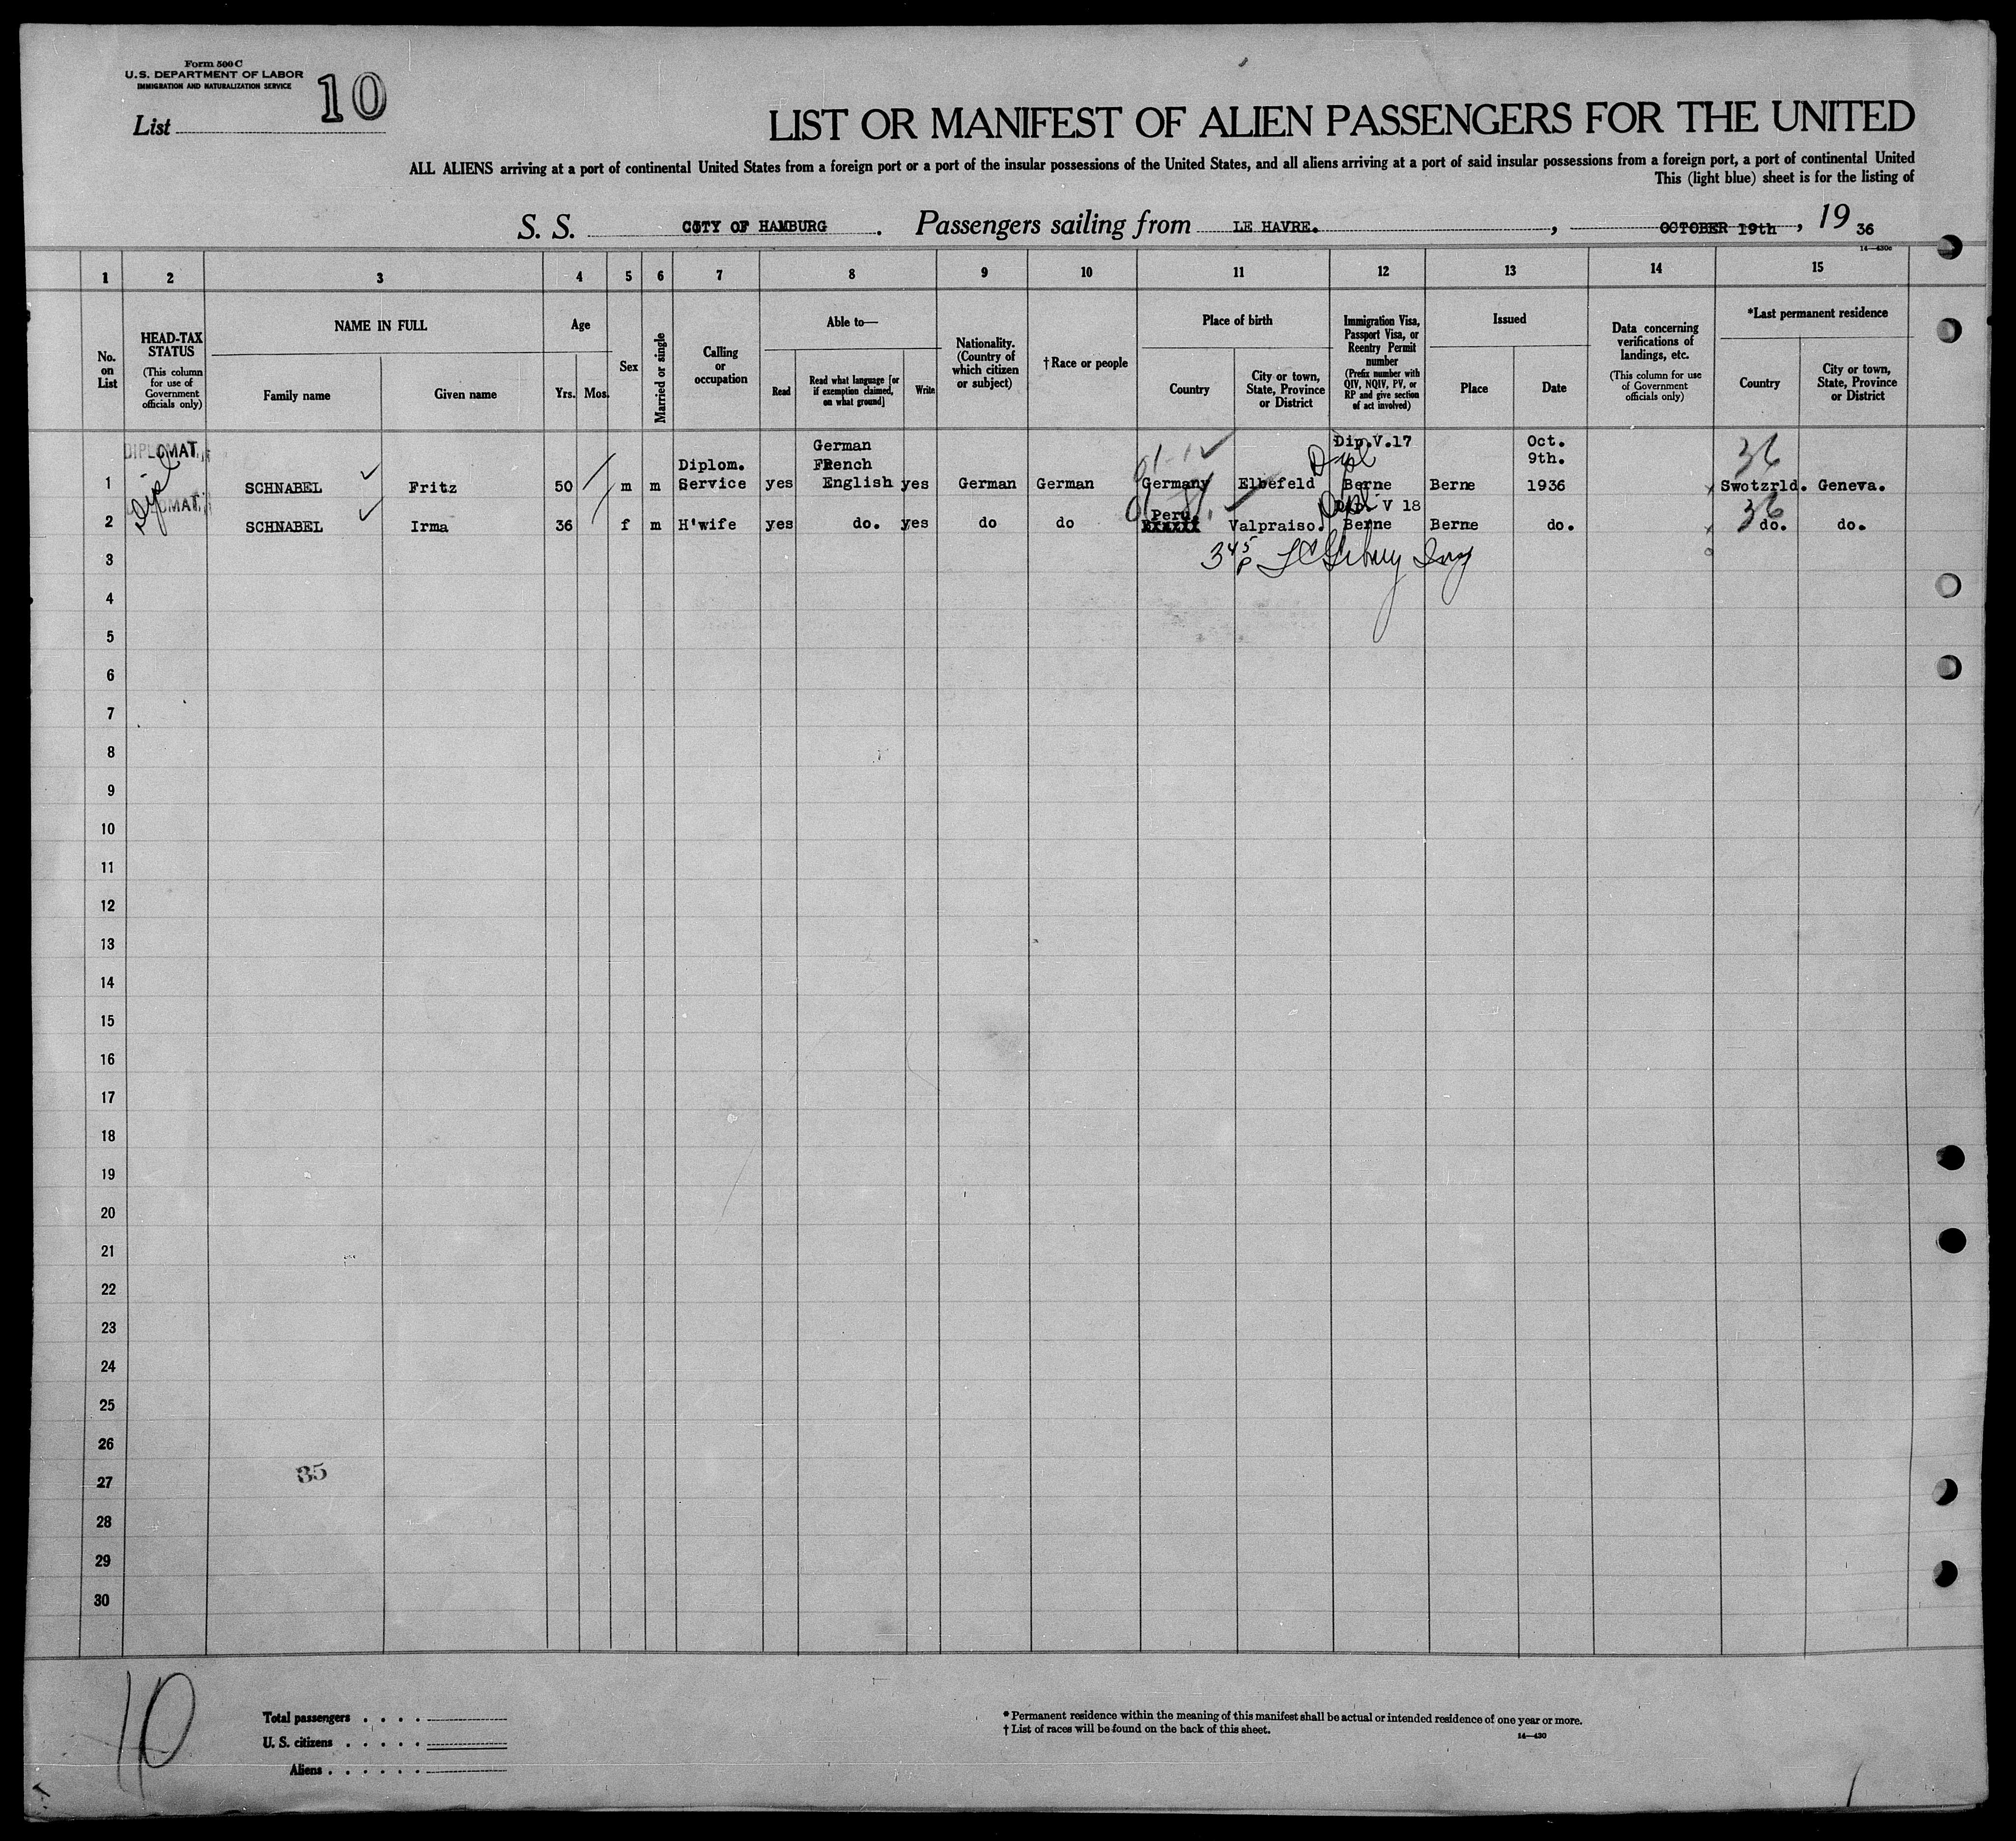 Form 500 C
U. S. DEPARTMENT OF LABOR
IMMIGRATION AND NATURALIZATION SERVICE
List 10
LIST OR MANIFEST OF ALIEN PASSENGERS FOR THE UNITED
ALL ALIENS arriving at a port of continental United States from a foreign port or a port of the insular possessions of the United States, and all aliens arriving at a port of said insular possessions from a foreign port, a port of continental United
This (light blue) sheet is for the listing of
S. S. CITY OF HAMBURG. Passengers sailing from LE HAVRE., OCTOBER 19th, 19 36
14—430c
1 2 3 4 5 6 7 8 9 10 11 12 13 14 15
No. on List
HEAD-TAX STATUS
(This column for use of Government officials only)
NAME IN FULL
Family name
Given name
Age
Yrs.
Mos.
Sex
Married or single
Calling or occupation
Able to—
Read
Read what language [or if exemption claimed, on what ground]
Write
Nationality. (Country of which citizen or subject)
† Race or people
Place of birth
Country
City or town, State, Province or District
Immigration Visa, Passport Visa, or Reentry Permit number
(Prefix number with QIV, NQIV, PV, or RP and give section of act involved)
Issued
Place
Date
Data concerning verifications of landings, etc.
(This column for use of Government officials only)
*Last permanent residence
Country
City or town, State, Province or District
DIPLOMAT. German Dip.V.17 Oct.
Diplom. French Dipl 9th. 36
1 SCHNABEL Fritz 50 m m Service yes English yes German German Germany Elbefeld Berne Berne 1936 Swotzrld. Geneva.
Dipl
Peru. V 18 36
2 SCHNABEL Irma 36 f m H'wife yes do. yes do do Valpraiso. Berne Berne do. do. do.
3 3 45 P
4
5
6
7
8
9
10
11
12
13
14
15
16
17
18
19
20
21
22
23
24
25
26
27
35
28
29
30
10
Total passengers . . . .
U. S. citizens . . . . .
Aliens . . . . . .
* Permanent residence within the meaning of this manifest shall be actual or intended residence of one year or more.
† List of races will be found on the back of this sheet.
14—430